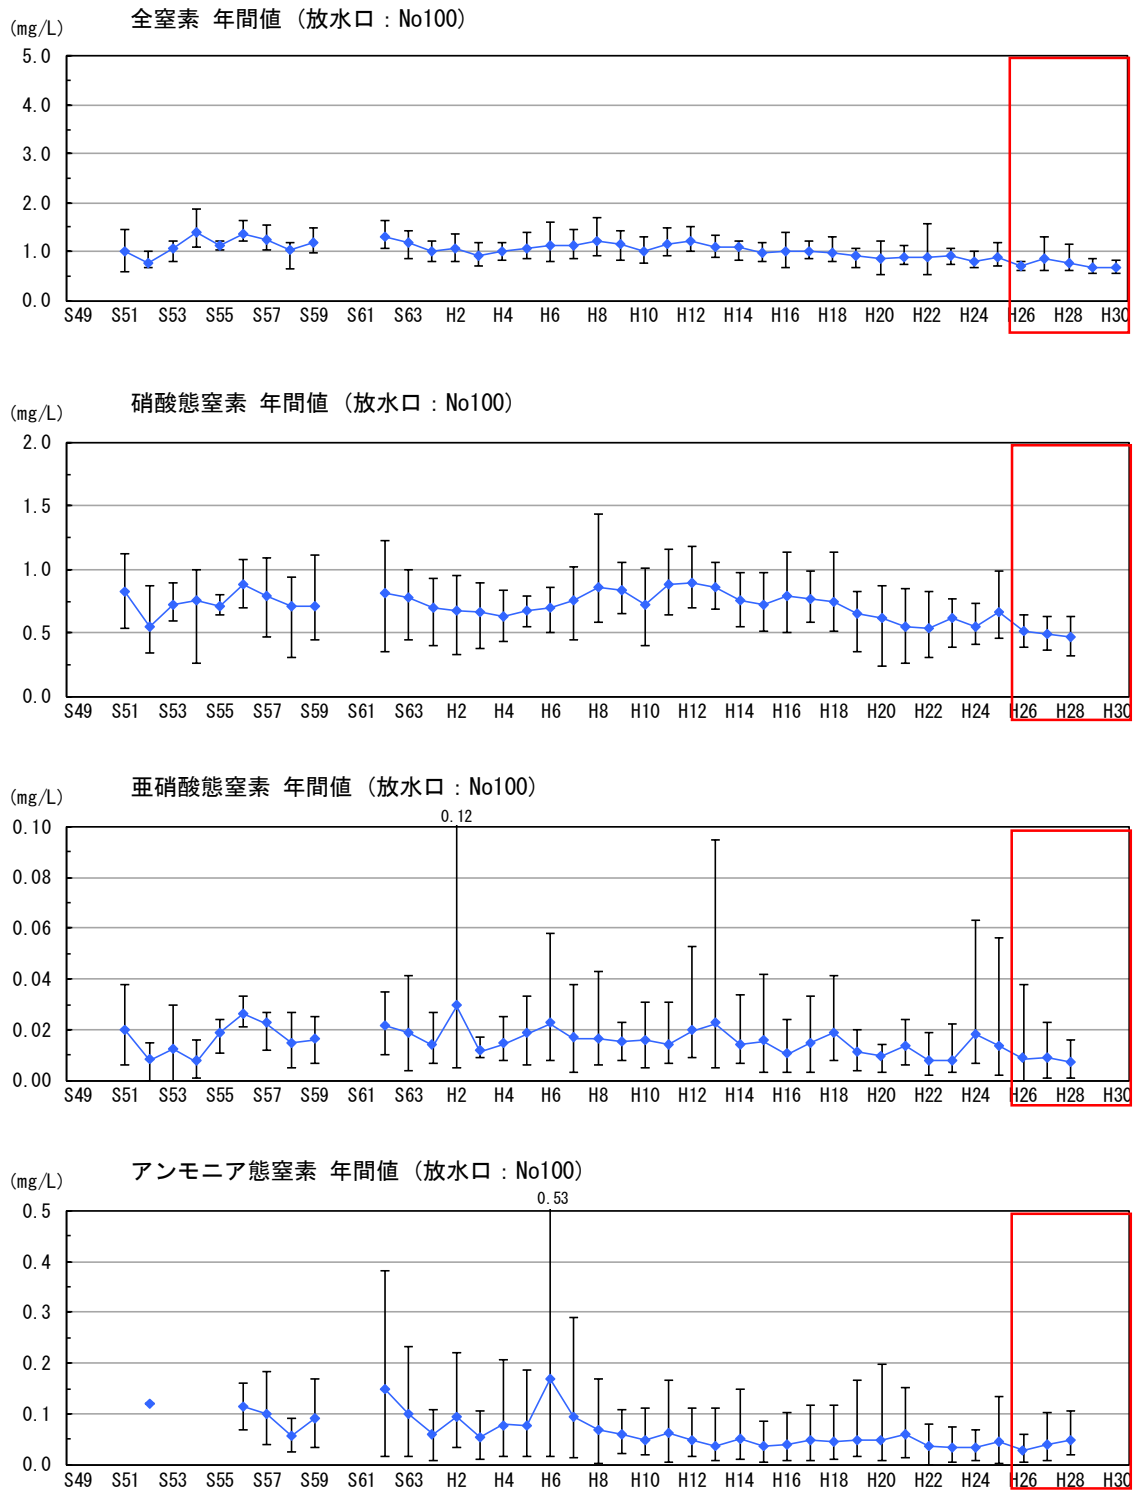 全窒素 年間値 (放水口：No100)
(mg/L)
5.0
4.0
3.0
2.0
1.0
0.0
S49 S51 S53 S55 S57 S59 S61 S63 H2 H4 H6 H8 H10 H12 H14 H16 H18 H20 H22 H24 H26 H28 H30
硝酸態窒素 年間値 (放水口：No100)
(mg/L)
2.0
1.5
1.0
0.5
0.0
S49 S51 S53 S55 S57 S59 S61 S63 H2 H4 H6 H8 H10 H12 H14 H16 H18 H20 H22 H24 H26 H28 H30
亜硝酸態窒素 年間値 (放水口：No100)
(mg/L)
0.12
0.10
0.08
0.06
0.04
0.02
0.00
S49 S51 S53 S55 S57 S59 S61 S63 H2 H4 H6 H8 H10 H12 H14 H16 H18 H20 H22 H24 H26 H28 H30
アンモニア態窒素 年間値 (放水口：No100)
(mg/L)
0.53
0.5
0.4
0.3
0.2
0.1
0.0
S49 S51 S53 S55 S57 S59 S61 S63 H2 H4 H6 H8 H10 H12 H14 H16 H18 H20 H22 H24 H26 H28 H30